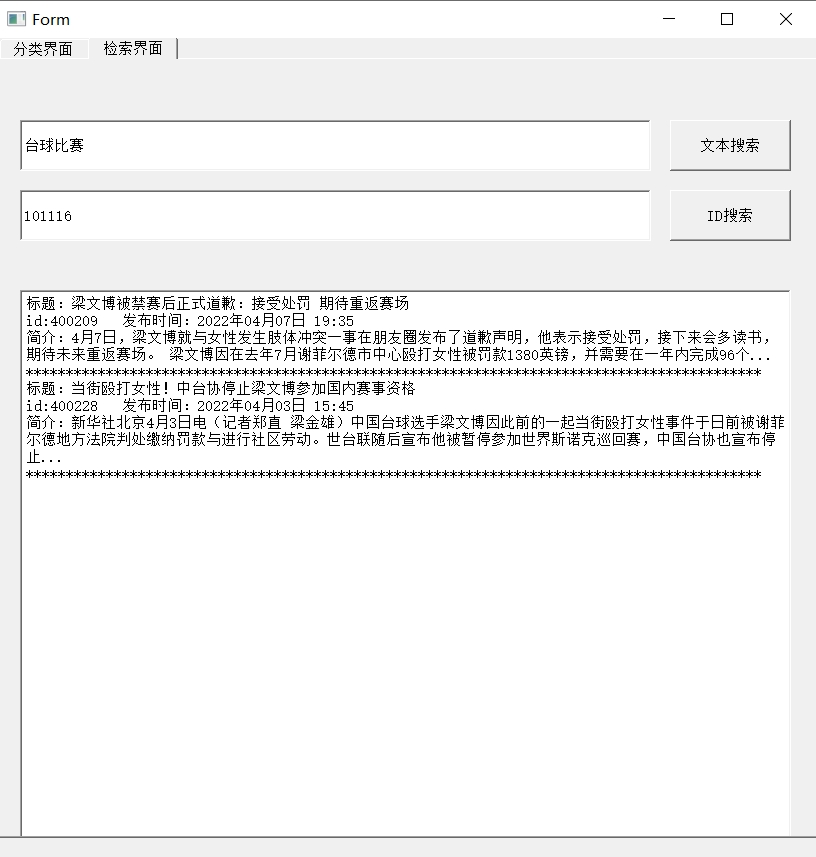 Form
分类界面 检索界面
台球比赛 文本搜索
101116 ID搜索
标题：梁文博被禁赛后正式道歉：接受处罚 期待重返赛场
id:400209 发布时间：2022年04月07日 19:35
简介：4月7日，梁文博就与女性发生肢体冲突一事在朋友圈发布了道歉声明，他表示接受处罚，接下来会多读书，
期待未来重返赛场。 梁文博因在去年7月谢菲尔德市中心殴打女性被罚款1380英镑，并需要在一年内完成96个...
********************************************************************************************
标题：当街殴打女性！中台协停止梁文博参加国内赛事资格
id:400228 发布时间：2022年04月03日 15:45
简介：新华社北京4月3日电（记者郑直 梁金雄）中国台球选手梁文博因此前的一起当街殴打女性事件于日前被谢菲
尔德地方法院判处缴纳罚款与进行社区劳动。世台联随后宣布他被暂停参加世界斯诺克巡回赛，中国台协也宣布停
止...
********************************************************************************************